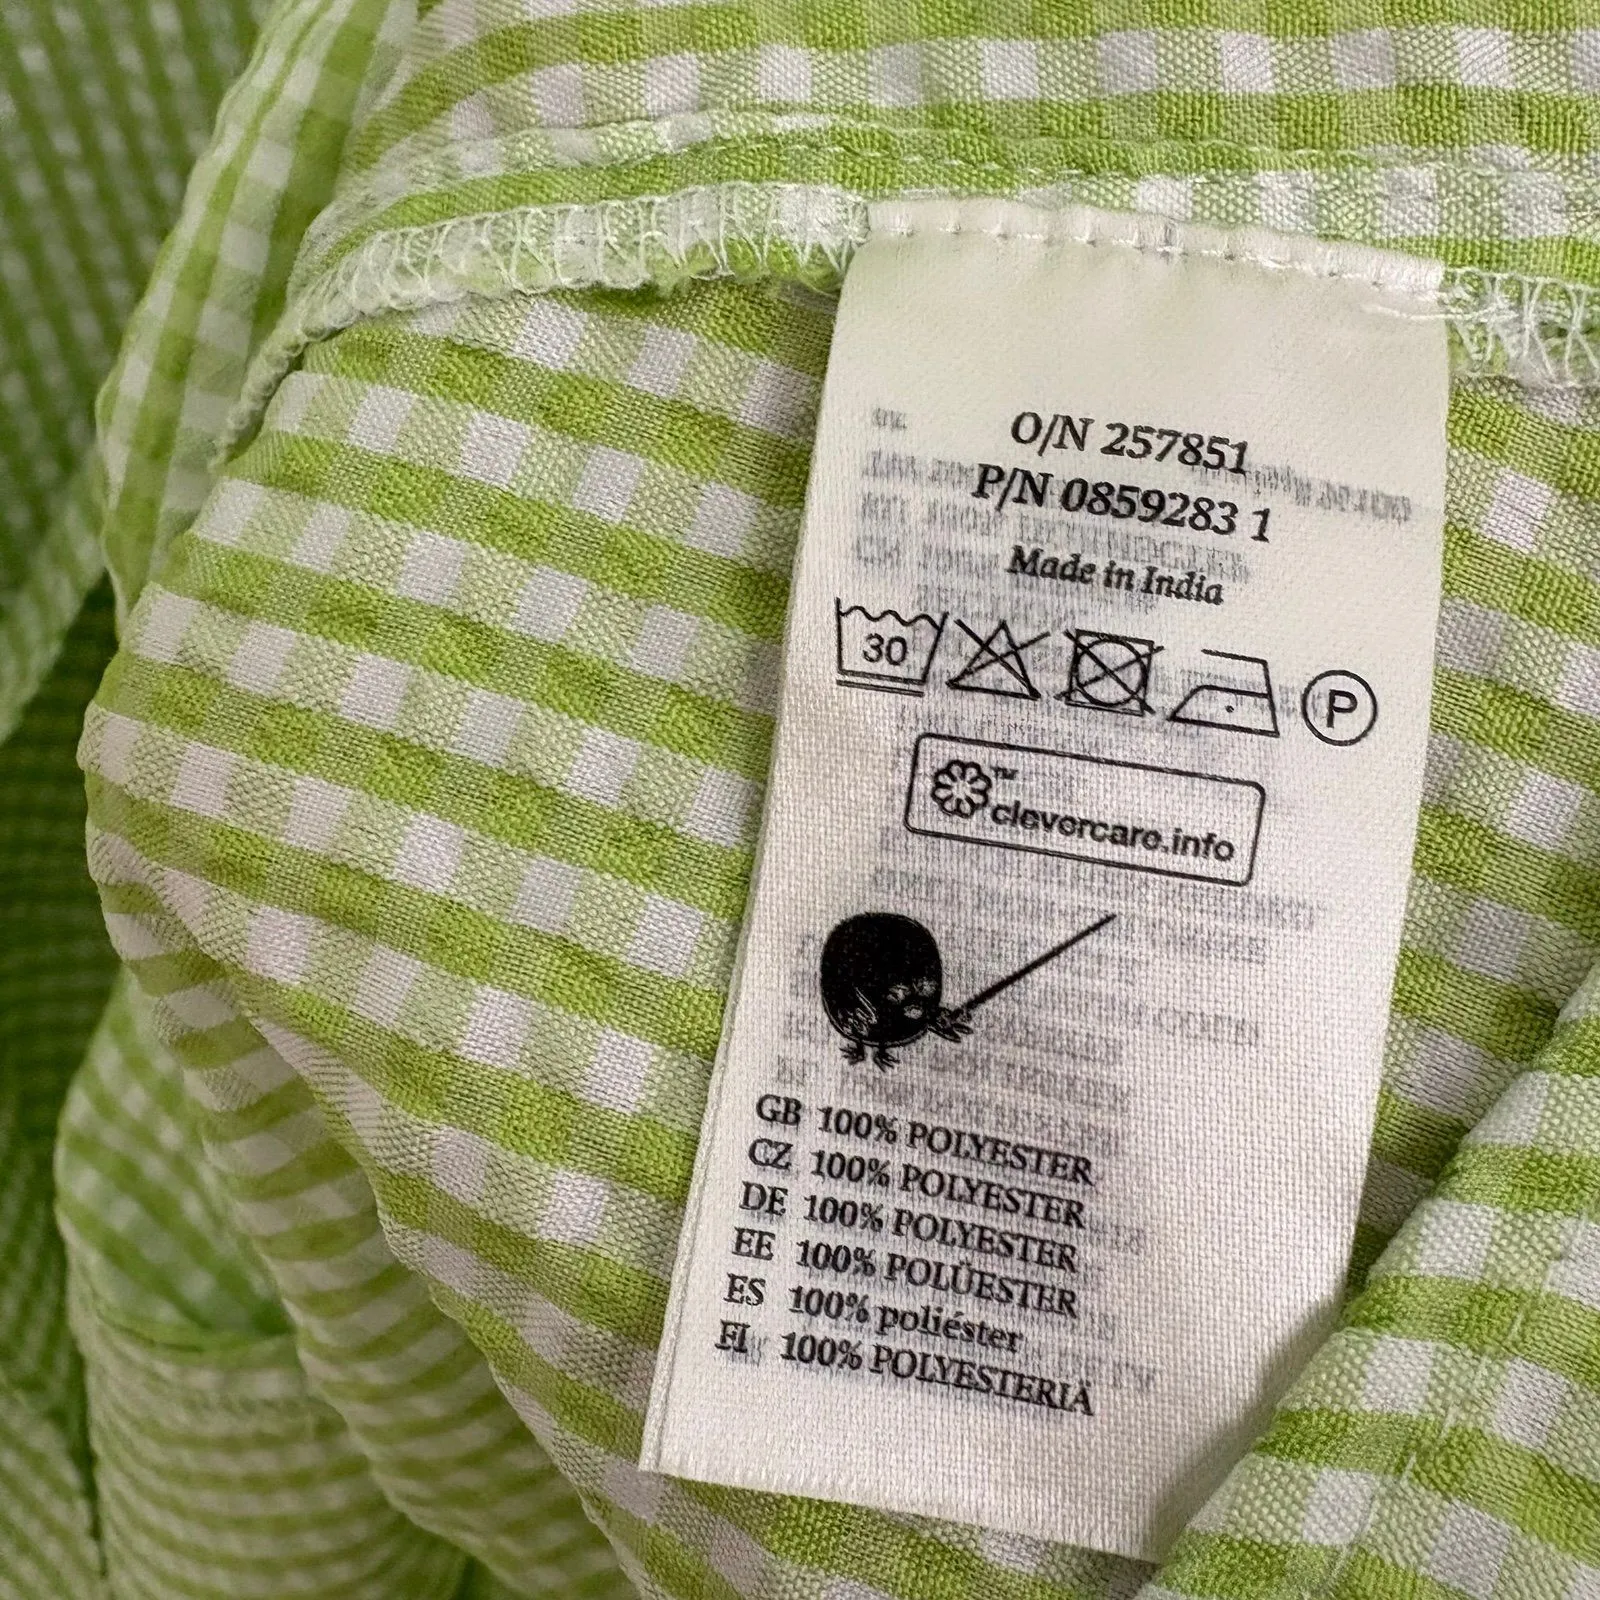 O/N 257851
P/N 0859283 1
Made in India
30
P
™
clevercare.info
GB 100% POLYESTER
CZ 100% POLYESTER
DE 100% POLYESTER
EE 100% POLÜESTER
ES 100% poliéster
FI 100% POLYESTERIÄ